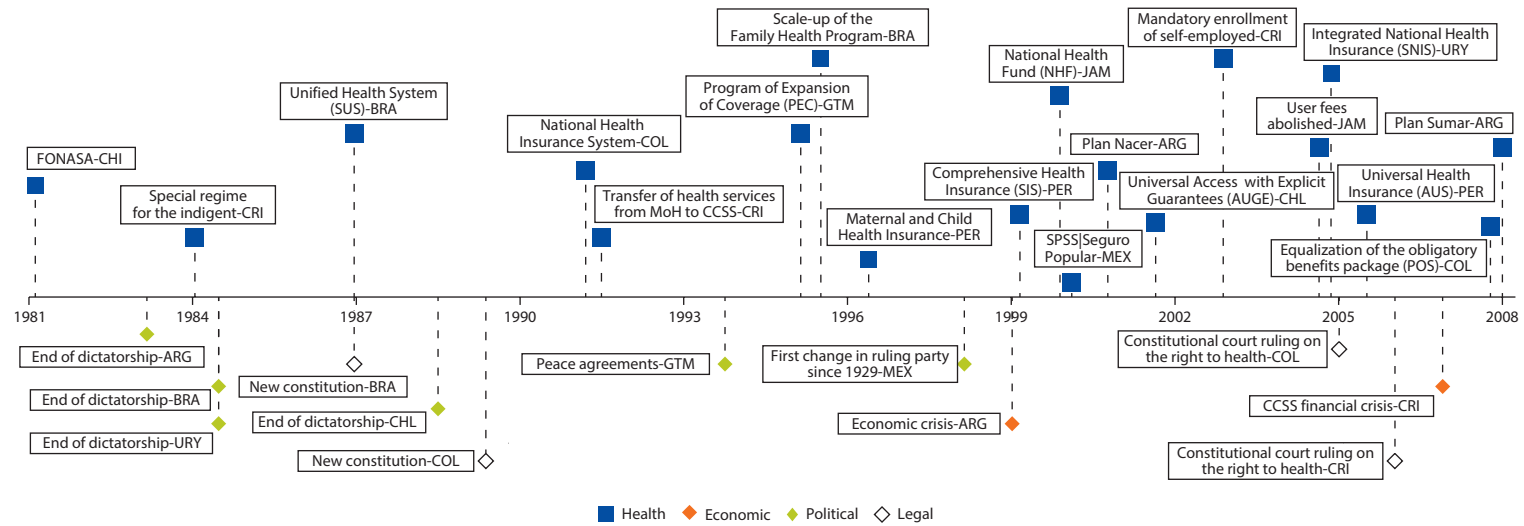 Scale-up of the
Family Health Program-BRA
Mandatory enrollment
of self-employed-CRI
Integrated National Health
Insurance (SNIS)-URY
National Health
Fund (NHF)-JAM
Unified Health System
(SUS)-BRA
Program of Expansion
of Coverage (PEC)-GTM
User fees
abolished-JAM
Plan Sumar-ARG
National Health
Insurance System-COL
Plan Nacer-ARG
FONASA-CHI
Comprehensive Health
Insurance (SIS)-PER
Universal Access with Explicit
Guarantees (AUGE)-CHL
Universal Health
Insurance (AUS)-PER
Special regime
for the indigent-CRI
Transfer of health services
from MoH to CCSS-CRI
Maternal and Child
Health Insurance-PER
SPSS|Seguro
Popular-MEX
Equalization of the obligatory
benefits package (POS)-COL
1981 1984 1987 1990 1993 1996 1999 2002 2005 2008
End of dictatorship-ARG
Peace agreements-GTM
First change in ruling party
since 1929-MEX
Constitutional court ruling on
the right to health-COL
New constitution-BRA
End of dictatorship-BRA
CCSS financial crisis-CRI
End of dictatorship-CHL
Economic crisis-ARG
End of dictatorship-URY
New constitution-COL
Constitutional court ruling on
the right to health-CRI
Health Economic Political Legal